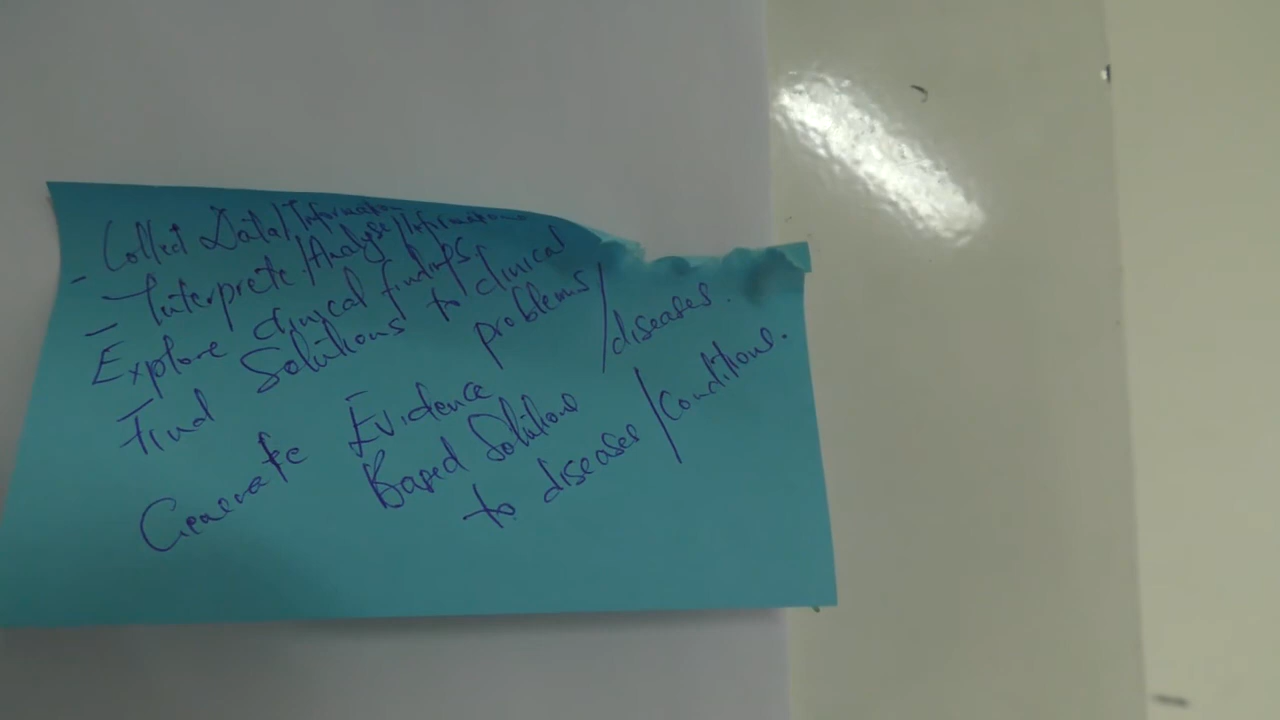 - Collect Data/Information
- Interprete/Analyse/Information
Explore clinical findings
Find Solutions to clinical
problems/diseases.
Generate Evidence
Based Solutions
to diseases/Conditions.